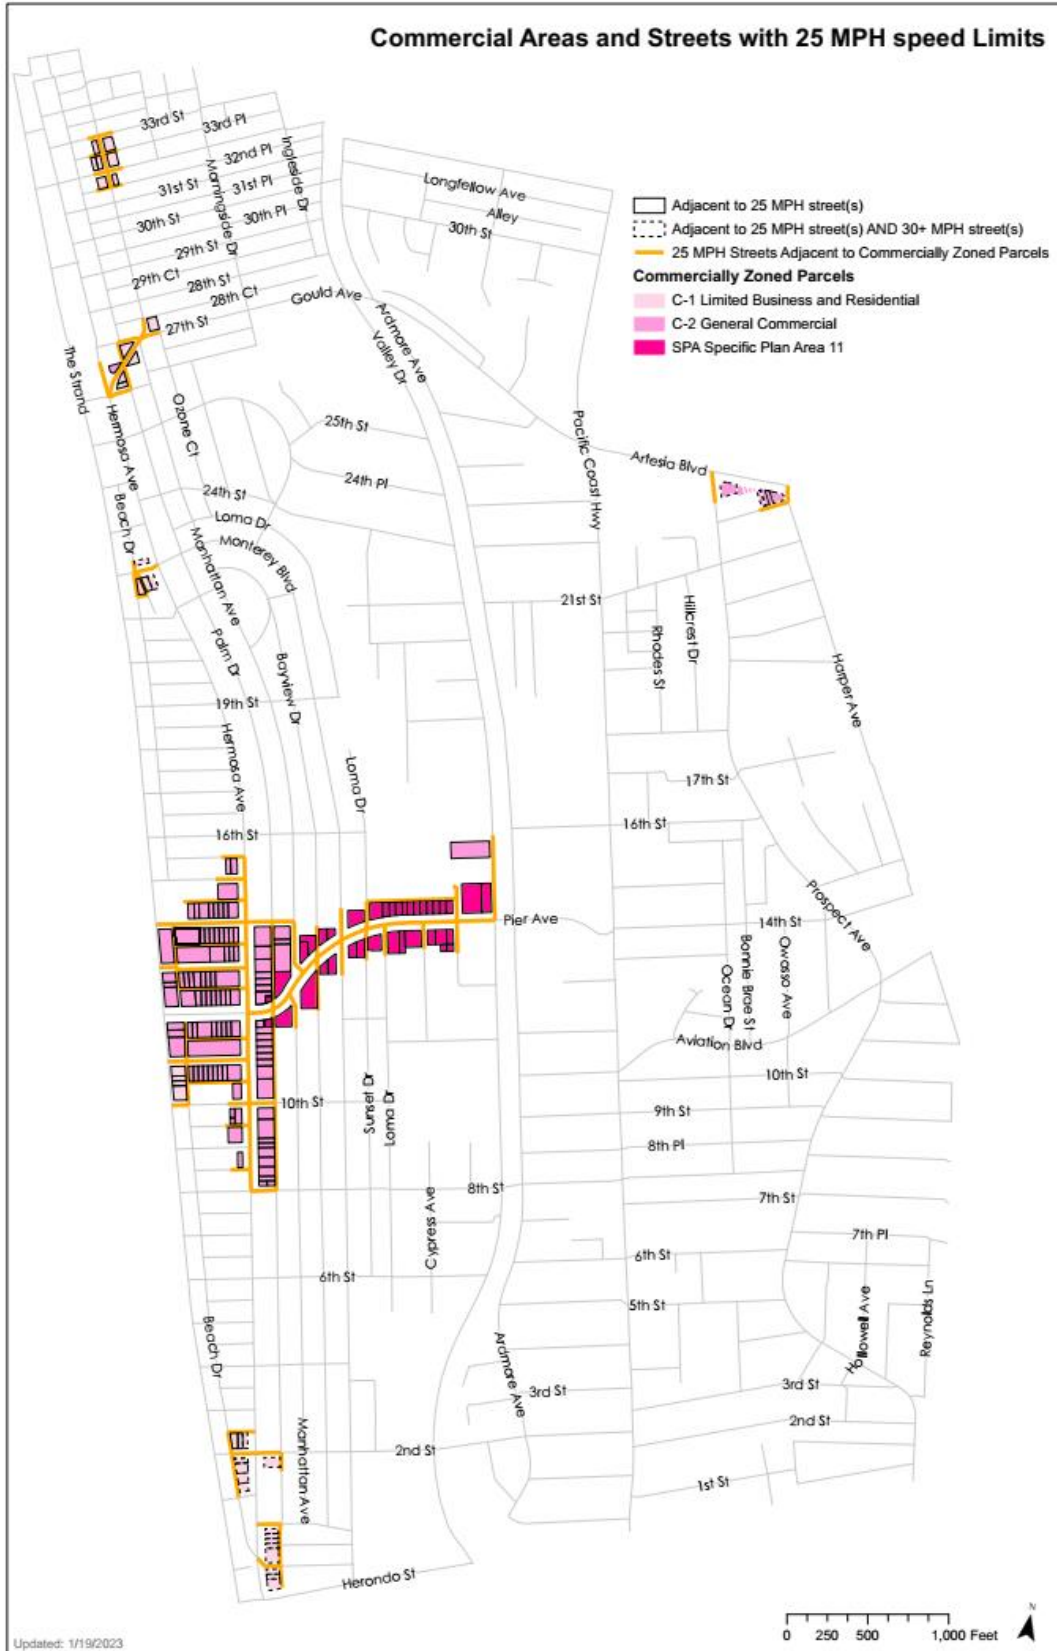 Commercial Areas and Streets with 25 MPH speed Limits
33rd St
33rd Pl
Ingleside Dr
32nd Pl
Morningside Dr
31st St
31st Pl
30th St
30th Pl
29th St
29th Ct
28th St
28th Ct
27th St
Gould Ave
Longfellow Ave
Alley
30th St
Adjacent to 25 MPH street(s)
Adjacent to 25 MPH street(s) AND 30+ MPH street(s)
25 MPH Streets Adjacent to Commercially Zoned Parcels
Commercially Zoned Parcels
C-1 Limited Business and Residential
C-2 General Commercial
SPA Specific Plan Area 11
Ardmore Ave
Valley Dr
The Strand
Hermosa Ave
Ozone Ct
25th St
24th Pl
24th St
Pacific Coast Hwy
Artesia Blvd
Beach Dr
Loma Dr
Monterey Blvd
Manhattan Ave
Palm Dr
Bayview Dr
21st St
Rhodes St
Hillcrest Dr
Harper Ave
19th St
Hermosa Ave
Loma Dr
17th St
16th St
16th St
Prospect Ave
Pier Ave
14th St
Bonnie Brae St
Owosso Ave
Ocean Dr
Aviation Blvd
10th St
10th St
Sunset Dr
Loma Dr
9th St
8th Pl
8th St
7th St
Cypress Ave
7th Pl
6th St
6th St
5th St
Hollowell Ave
Reynolds Ln
Beach Dr
Ardmore Ave
3rd St
3rd St
2nd St
2nd St
Manhattan Ave
1st St
Herondo St
N
0 250 500 1,000 Feet
Updated: 1/19/2023